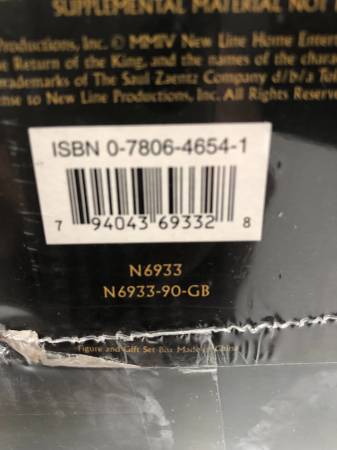 SUPPLEMENTAL MATERIAL NOT
Productions, Inc. © MMIV New Line Home Enter
Return of the King, and the names of the chara
rademarks of The Saul Zaentz Company d/b/a Tol
nse to New Line Productions, Inc. All Rights Reserve
ISBN 0-7806-4654-1
7 94043 69332 8
N6933
N6933-90-GB
Figure and Gift Set Box Made in China